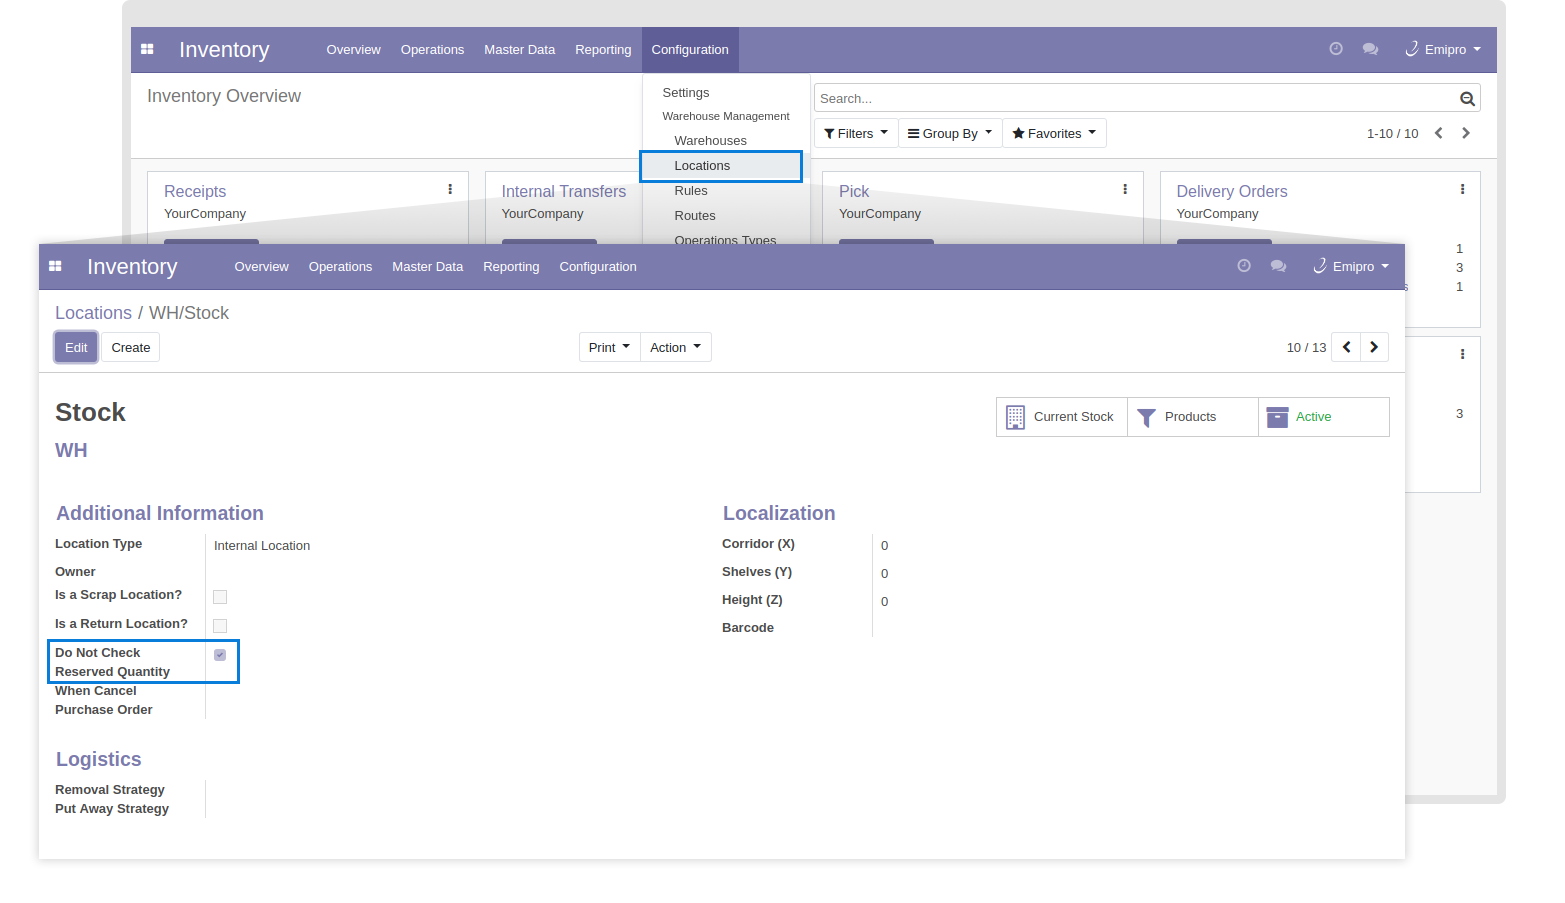 Inventory Overview Operations Master Data Reporting Configuration Emipro
Inventory Overview
Search...
Filters Group By Favorites 1-10 / 10
Settings
Warehouse Management
Warehouses
Locations
Rules
Routes
Operations Types
Receipts
YourCompany
Internal Transfers
YourCompany
Pick
YourCompany
Delivery Orders
YourCompany
1
3
1
3
Inventory Overview Operations Master Data Reporting Configuration Emipro
Locations / WH/Stock
Edit Create Print Action 10 / 13
Stock
WH
Current Stock Products Active
Additional Information
Location Type Internal Location
Owner
Is a Scrap Location?
Is a Return Location?
Do Not Check
Reserved Quantity
When Cancel
Purchase Order
Localization
Corridor (X) 0
Shelves (Y) 0
Height (Z) 0
Barcode
Logistics
Removal Strategy
Put Away Strategy